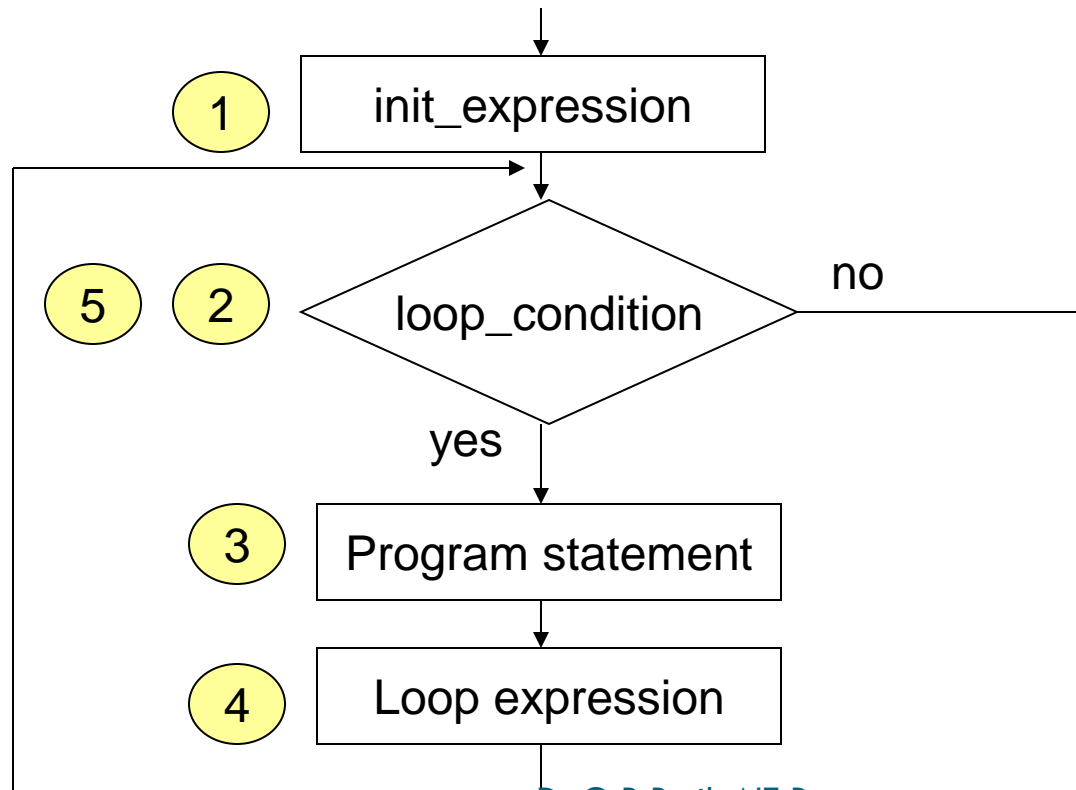 1
init_expression
5
2
loop_condition
no
yes
3
Program statement
4
Loop expression